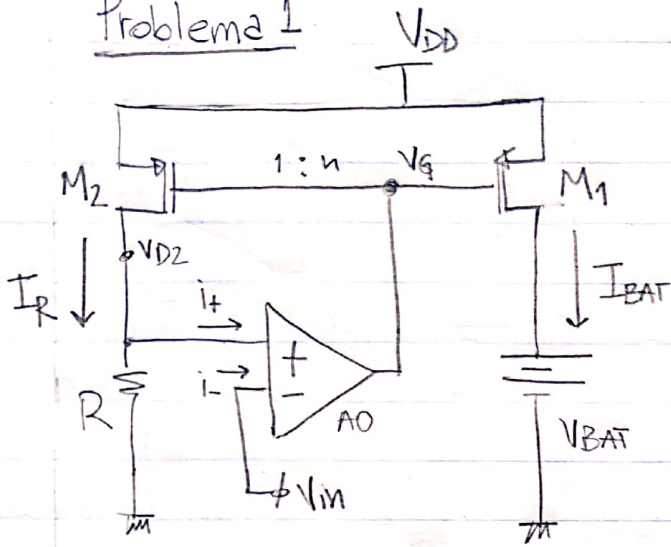 Problema 1
VDD
M2
1 : n
VG
M1
VD2
IR
i+
IBAT
+
i-
-
R
AO
VBAT
Vin